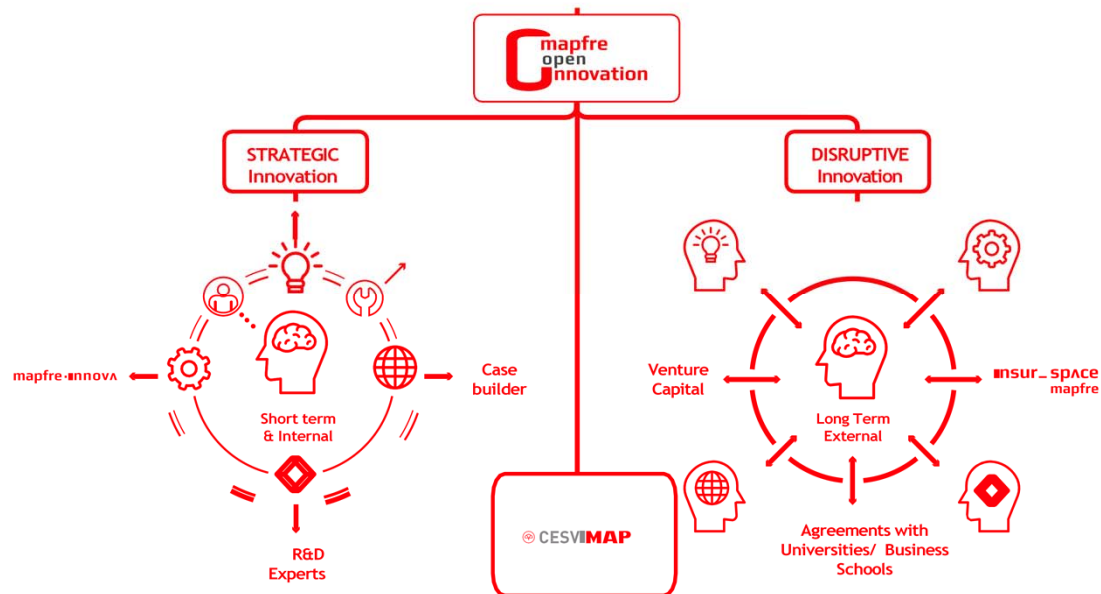 mapfre
open
innovation
STRATEGIC
Innovation
DISRUPTIVE
Innovation
mapfre·innova
Case
builder
Short term
& Internal
R&D
Experts
CESVIMAP
Venture
Capital
Long Term
External
insur_space
mapfre
Agreements with
Universities/ Business
Schools